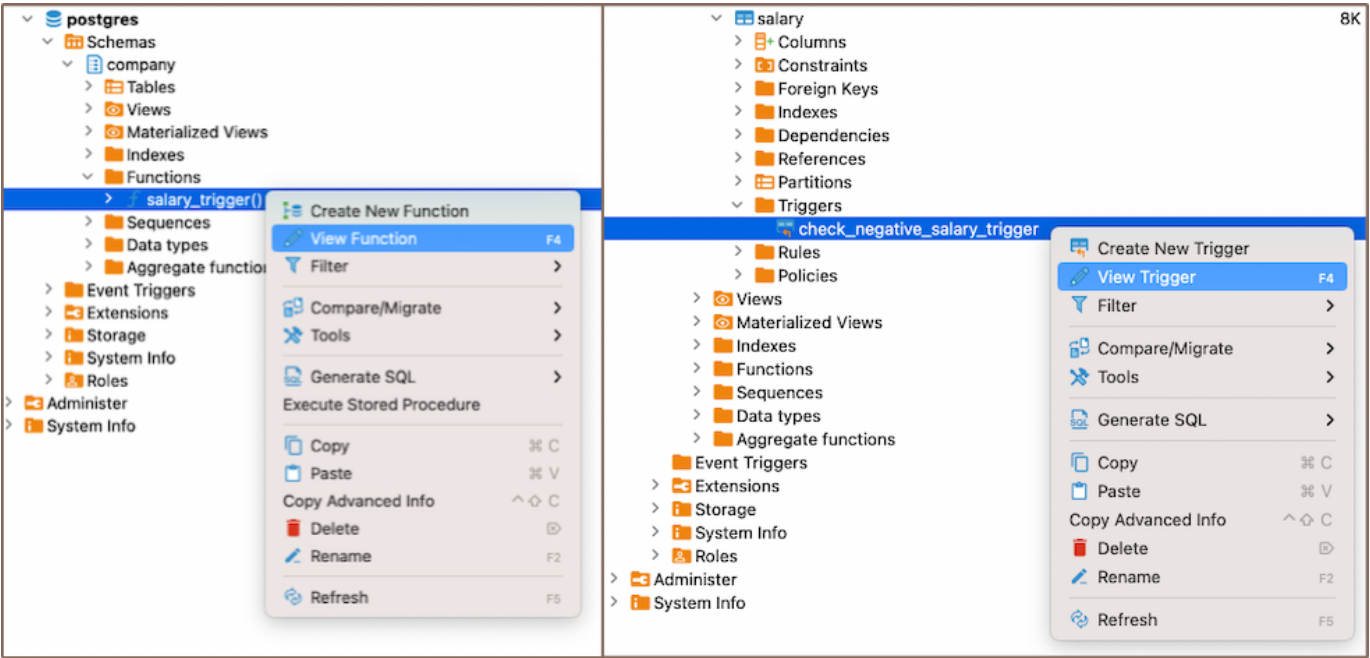 postgres
Schemas
company
Tables
Views
Materialized Views
Indexes
Functions
salary_trigger()
Sequences
Data types
Aggregate function
Event Triggers
Extensions
Storage
System Info
Roles
Administer
System Info
Create New Function
View Function F4
Filter
Compare/Migrate
Tools
Generate SQL
Execute Stored Procedure
Copy ⌘ C
Paste ⌘ V
Copy Advanced Info ^ ⇧ C
Delete ⌦
Rename F2
Refresh F5
salary 8K
Columns
Constraints
Foreign Keys
Indexes
Dependencies
References
Partitions
Triggers
check_negative_salary_trigger
Rules
Policies
Views
Materialized Views
Indexes
Functions
Sequences
Data types
Aggregate functions
Event Triggers
Extensions
Storage
System Info
Roles
Administer
System Info
Create New Trigger
View Trigger F4
Filter
Compare/Migrate
Tools
Generate SQL
Copy ⌘ C
Paste ⌘ V
Copy Advanced Info ^ ⇧ C
Delete ⌦
Rename F2
Refresh F5